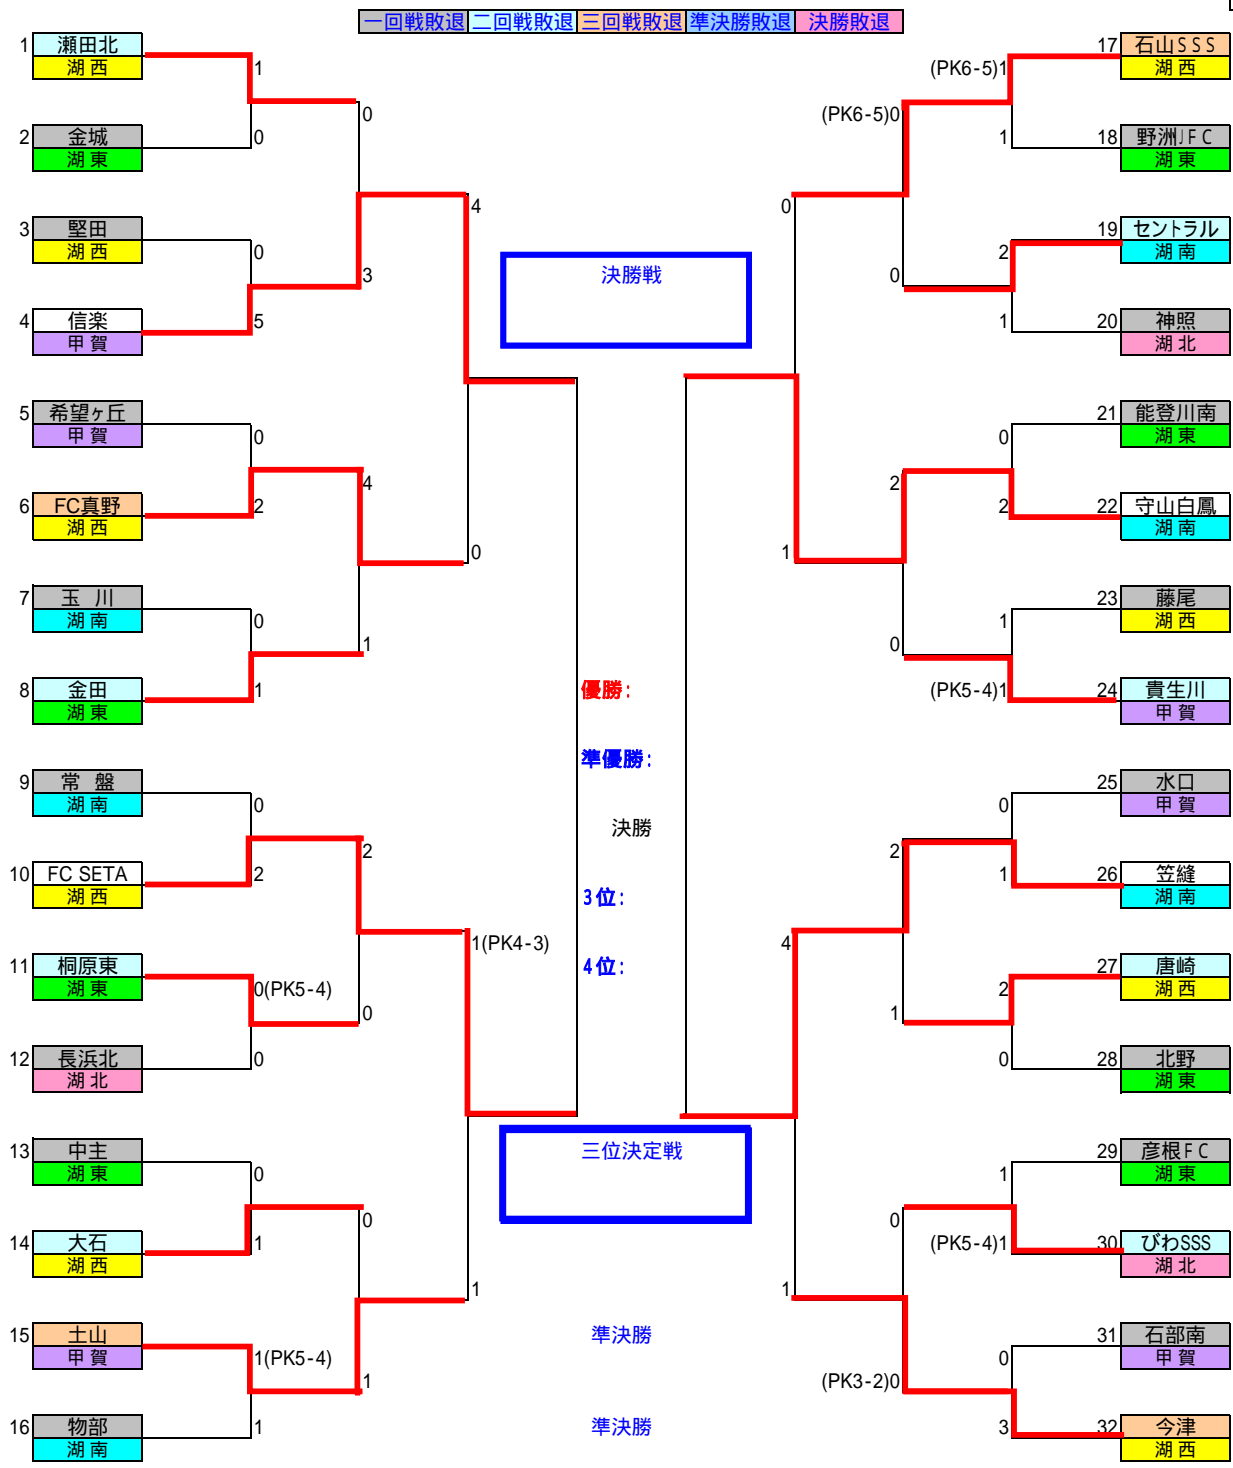 一回戦敗退 二回戦敗退 三回戦敗退 準決勝敗退 決勝敗退
1 瀬田北
湖西
1
0
0
2 金城
湖東
3 堅田
湖西
0
4
3
4 信楽
甲賀
5
5 希望ヶ丘
甲賀
0
4
6 FC真野
湖西
2
0
7 玉川
湖南
0
1
8 金田
湖東
1
9 常盤
湖南
0
2
10 FC SETA
湖西
2
1(PK4-3)
11 桐原東
湖東
0(PK5-4)
0
12 長浜北
湖北
0
13 中主
湖東
0
0
14 大石
湖西
1
1
15 土山
甲賀
1(PK5-4)
1
16 物部
湖南
1
決勝戦
優勝:
準優勝:
決勝
3位:
4位:
三位決定戦
準決勝
準決勝
17 石山SSS
湖西
(PK6-5)1
(PK6-5)0
1
18 野洲JFC
湖東
0
19 セントラル
湖南
2
0
1
20 神照
湖北
21 能登川南
湖東
0
2
22 守山白鳳
湖南
2
1
23 藤尾
湖西
1
0
24 貴生川
甲賀
(PK5-4)1
25 水口
甲賀
0
2
26 笠縫
湖南
1
4
27 唐崎
湖西
2
1
28 北野
湖東
0
29 彦根FC
湖東
1
0
30 びわSSS
湖北
(PK5-4)1
1
31 石部南
甲賀
0
(PK3-2)0
32 今津
湖西
3